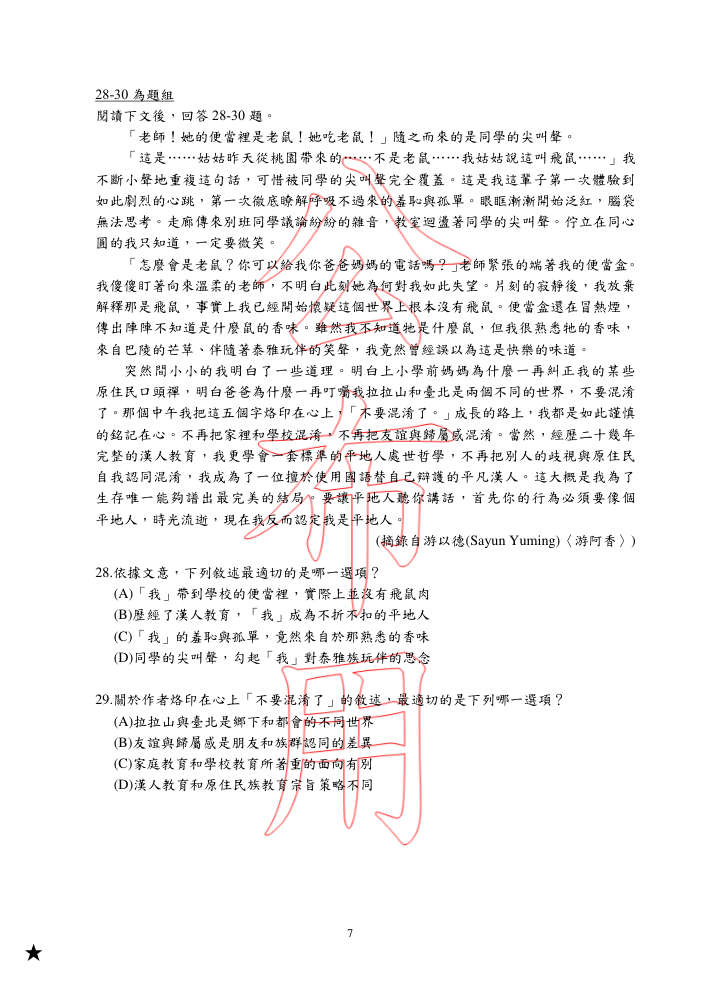 28-30 為題組
閱讀下文後，回答 28-30 題。
「老師！她的便當裡是老鼠！她吃老鼠！」隨之而來的是同學的尖叫聲。
「這是……姑姑昨天從桃園帶來的……不是老鼠……我姑姑說這叫飛鼠……」我
不斷小聲地重複這句話，可惜被同學的尖叫聲完全覆蓋。這是我這輩子第一次體驗到
如此劇烈的心跳，第一次徹底瞭解呼吸不過來的羞恥與孤單。眼眶漸漸開始泛紅，腦袋
無法思考。走廊傳來別班同學議論紛紛的雜音，教室迴盪著同學的尖叫聲。佇立在同心
圓的我只知道，一定要微笑。
「怎麼會是老鼠？你可以給我你爸爸媽媽的電話嗎？」老師緊張的端著我的便當盒。
我傻傻盯著向來溫柔的老師，不明白此刻她為何對我如此失望。片刻的寂靜後，我放棄
解釋那是飛鼠，事實上我已經開始懷疑這個世界上根本沒有飛鼠。便當盒還在冒熱煙，
傳出陣陣不知道是什麼鼠的香味。雖然我不知道牠是什麼鼠，但我很熟悉牠的香味，
來自巴陵的芒草、伴隨著泰雅玩伴的笑聲，我竟然曾經誤以為這是快樂的味道。
突然間小小的我明白了一些道理。明白上小學前媽媽為什麼一再糾正我的某些
原住民口頭禪，明白爸爸為什麼一再叮囑我拉拉山和臺北是兩個不同的世界，不要混淆
了。那個中午我把這五個字烙印在心上，「不要混淆了。」成長的路上，我都是如此謹慎
的銘記在心。不再把家裡和學校混淆，不再把友誼與歸屬感混淆。當然，經歷二十幾年
完整的漢人教育，我更學會一套標準的平地人處世哲學，不再把別人的歧視與原住民
自我認同混淆，我成為了一位擅於使用國語替自己辯護的平凡漢人。這大概是我為了
生存唯一能夠譜出最完美的結局。要讓平地人聽你講話，首先你的行為必須要像個
平地人，時光流逝，現在我反而認定我是平地人。
(摘錄自游以德(Sayun Yuming)〈游阿香〉)
28.依據文意，下列敘述最適切的是哪一選項？
(A)「我」帶到學校的便當裡，實際上並沒有飛鼠肉
(B)歷經了漢人教育，「我」成為不折不扣的平地人
(C)「我」的羞恥與孤單，竟然來自於那熟悉的香味
(D)同學的尖叫聲，勾起「我」對泰雅族玩伴的思念
29.關於作者烙印在心上「不要混淆了」的敘述，最適切的是下列哪一選項？
(A)拉拉山與臺北是鄉下和都會的不同世界
(B)友誼與歸屬感是朋友和族群認同的差異
(C)家庭教育和學校教育所著重的面向有別
(D)漢人教育和原住民族教育宗旨策略不同
公布用
7
★